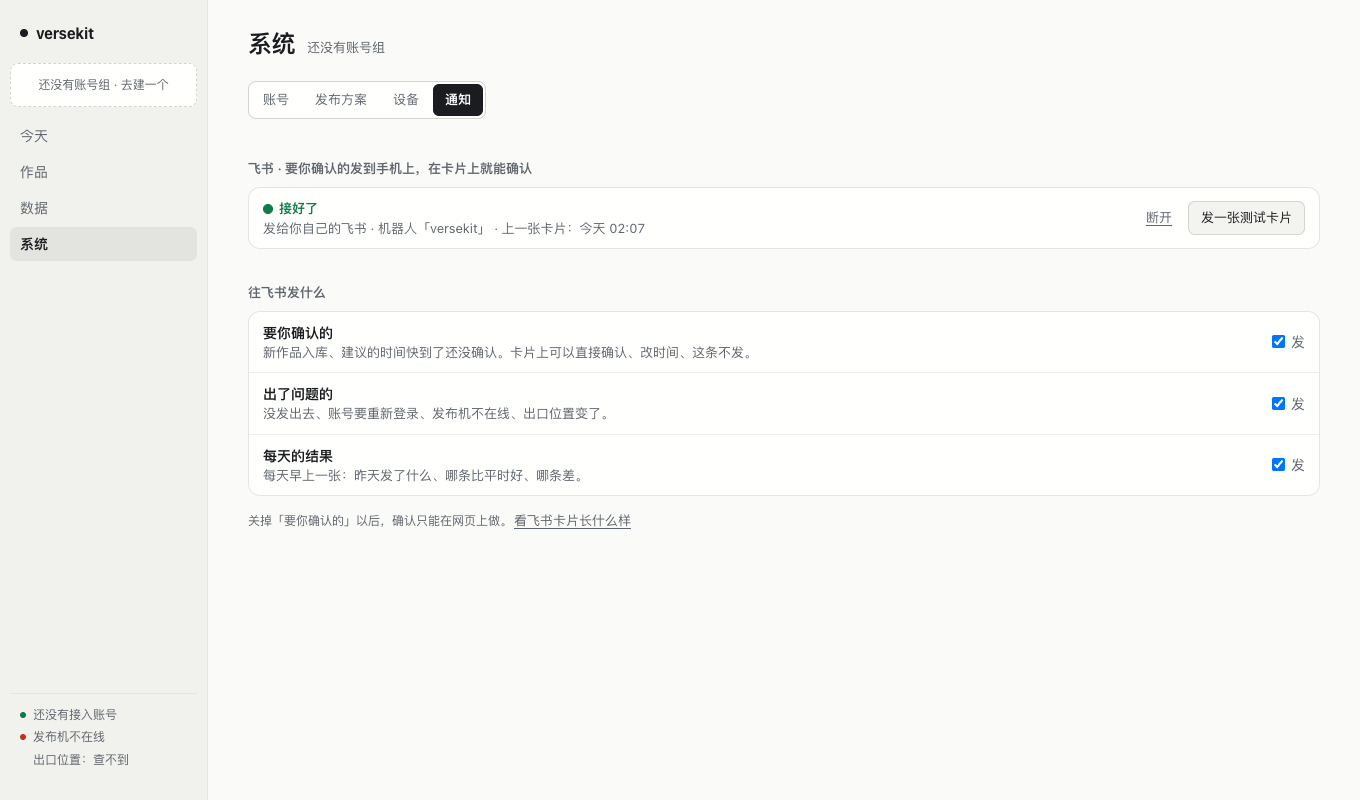 versekit
还没有账号组 · 去建一个
今天
作品
数据
系统
还没有接入账号
发布机不在线
出口位置：查不到
系统 还没有账号组
账号 发布方案 设备 通知
飞书 · 要你确认的发到手机上，在卡片上就能确认
接好了
发给你自己的飞书 · 机器人「versekit」 · 上一张卡片：今天 02:07
断开 发一张测试卡片
往飞书发什么
要你确认的
新作品入库、建议的时间快到了还没确认。卡片上可以直接确认、改时间、这条不发。
发
出了问题的
没发出去、账号要重新登录、发布机不在线、出口位置变了。
发
每天的结果
每天早上一张：昨天发了什么、哪条比平时好、哪条差。
发
关掉「要你确认的」以后，确认只能在网页上做。看飞书卡片长什么样